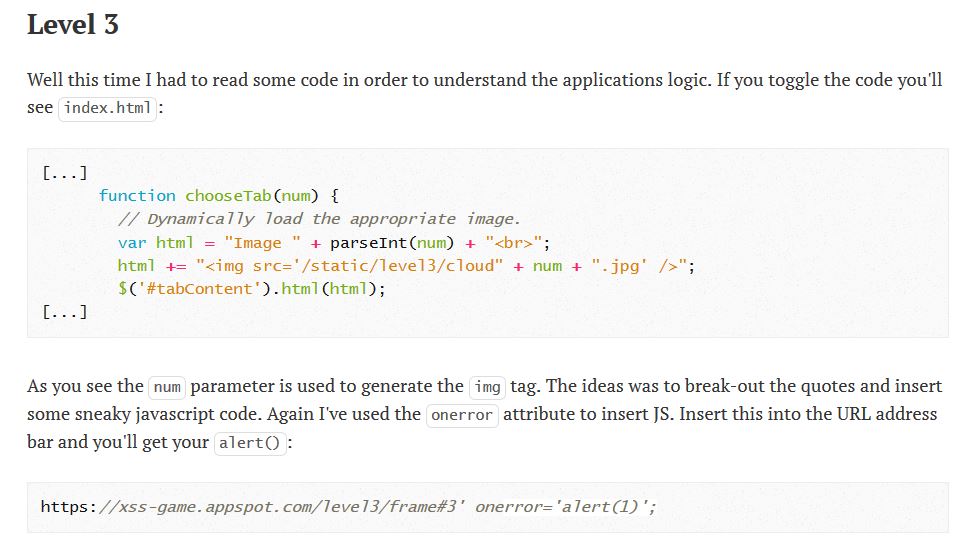 Level 3
Well this time I had to read some code in order to understand the applications logic. If you toggle the code you'll
see index.html:
[...]
function chooseTab(num) {
// Dynamically load the appropriate image.
var html = "Image " + parseInt(num) + "<br>";
html += "<img src='/static/level3/cloud" + num + ".jpg' />";
$('#tabContent').html(html);
[...]
As you see the num parameter is used to generate the img tag. The ideas was to break-out the quotes and insert
some sneaky javascript code. Again I've used the onerror attribute to insert JS. Insert this into the URL address
bar and you'll get your alert():
https://xss-game.appspot.com/level3/frame#3' onerror='alert(1)';